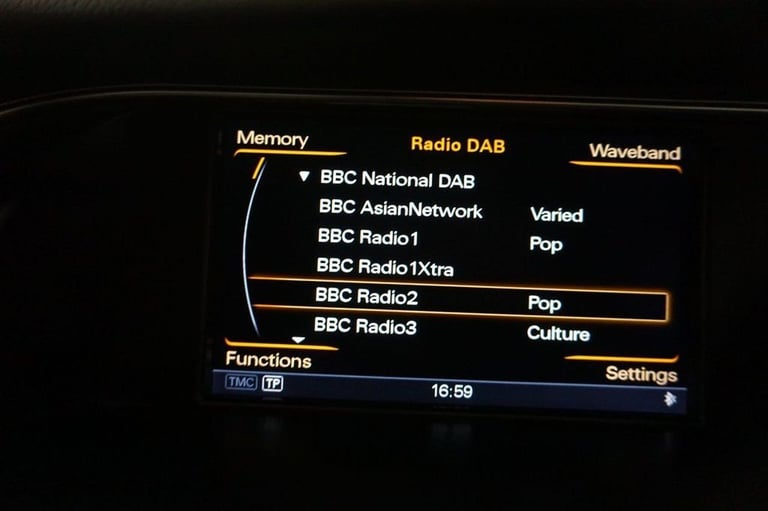 Memory
Radio DAB
Waveband
BBC National DAB
BBC AsianNetwork Varied
BBC Radio1 Pop
BBC Radio1Xtra
BBC Radio2 Pop
BBC Radio3 Culture
Functions
Settings
TMC TP
16:59